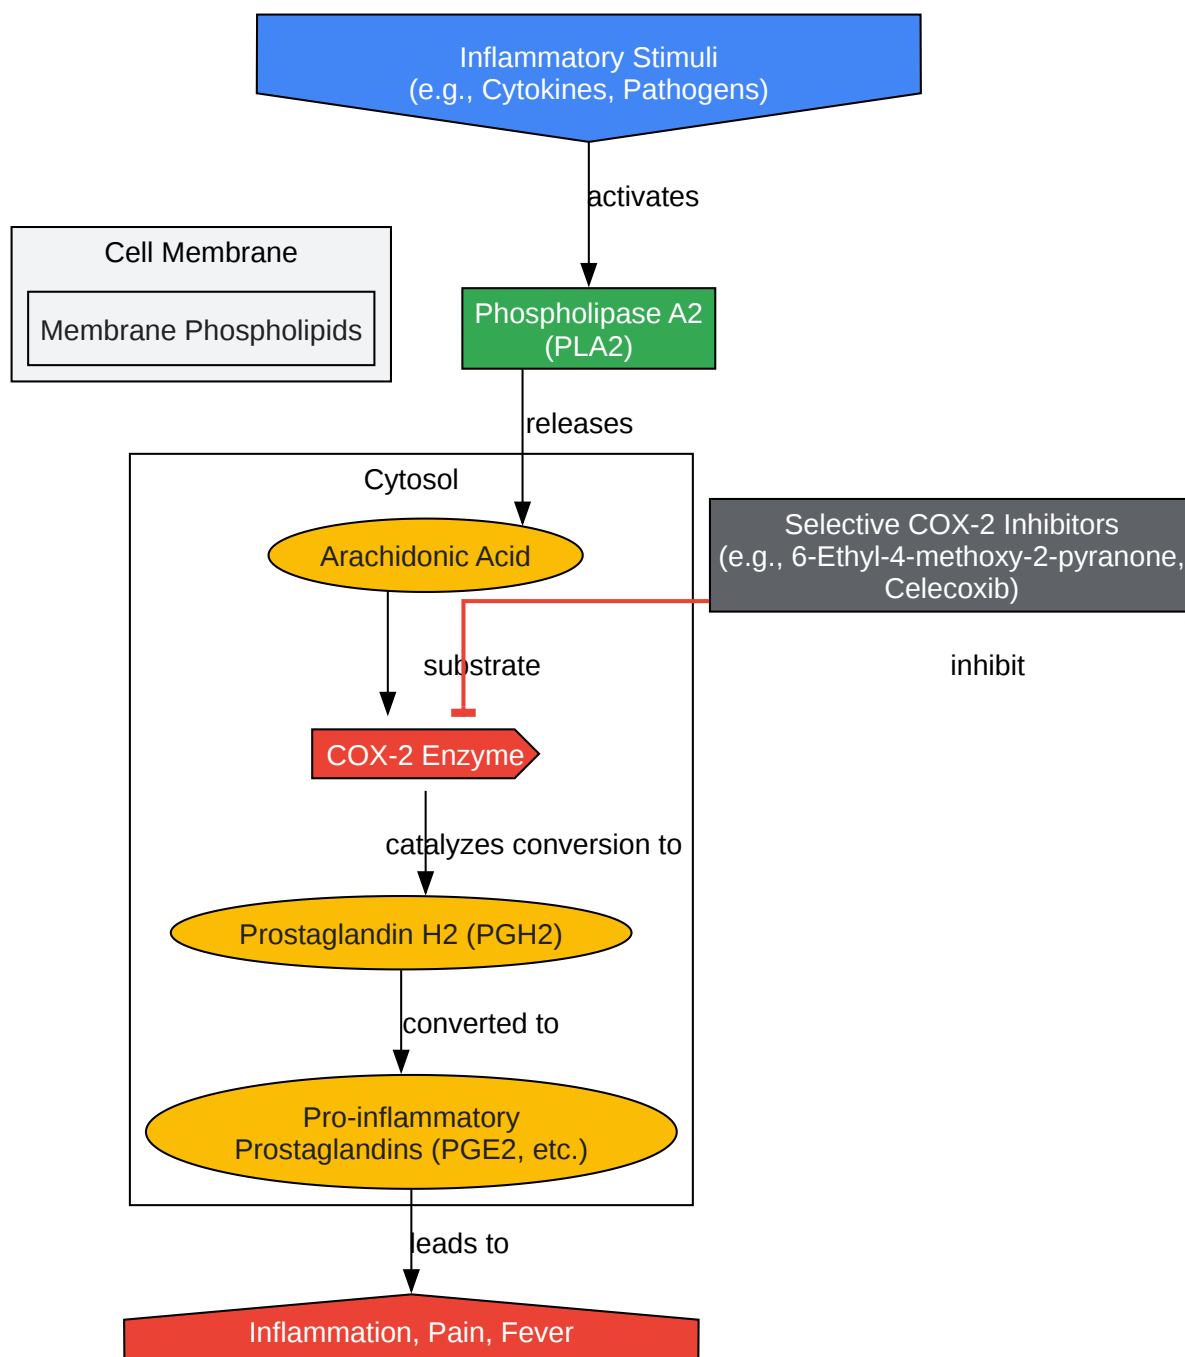 Inflammatory Stimuli
(e.g., Cytokines, Pathogens)
activates
Cell Membrane
Membrane Phospholipids
Phospholipase A2
(PLA2)
releases
Cytosol
Arachidonic Acid
Selective COX-2 Inhibitors
(e.g., 6-Ethyl-4-methoxy-2-pyranone,
Celecoxib)
substrate
inhibit
COX-2 Enzyme
catalyzes conversion to
Prostaglandin H2 (PGH2)
converted to
Pro-inflammatory
Prostaglandins (PGE2, etc.)
leads to
Inflammation, Pain, Fever